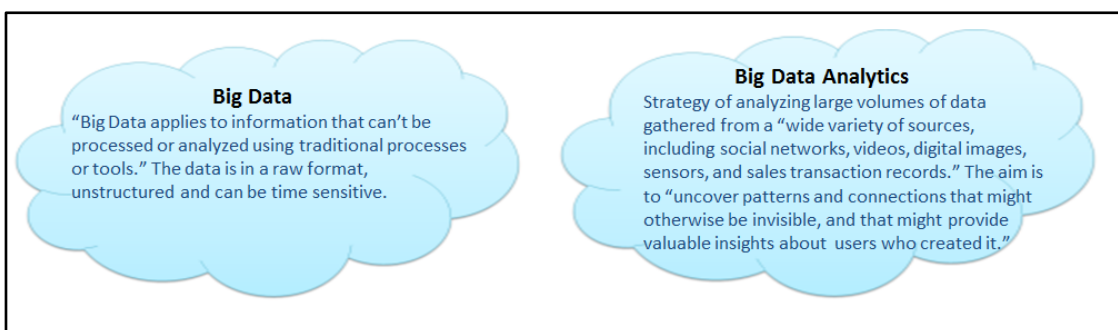 Big Data
“Big Data applies to information that can’t be
processed or analyzed using traditional processes
or tools.” The data is in a raw format,
unstructured and can be time sensitive.
Big Data Analytics
Strategy of analyzing large volumes of data
gathered from a “wide variety of sources,
including social networks, videos, digital images,
sensors, and sales transaction records.” The aim is
to “uncover patterns and connections that might
otherwise be invisible, and that might provide
valuable insights about users who created it.”